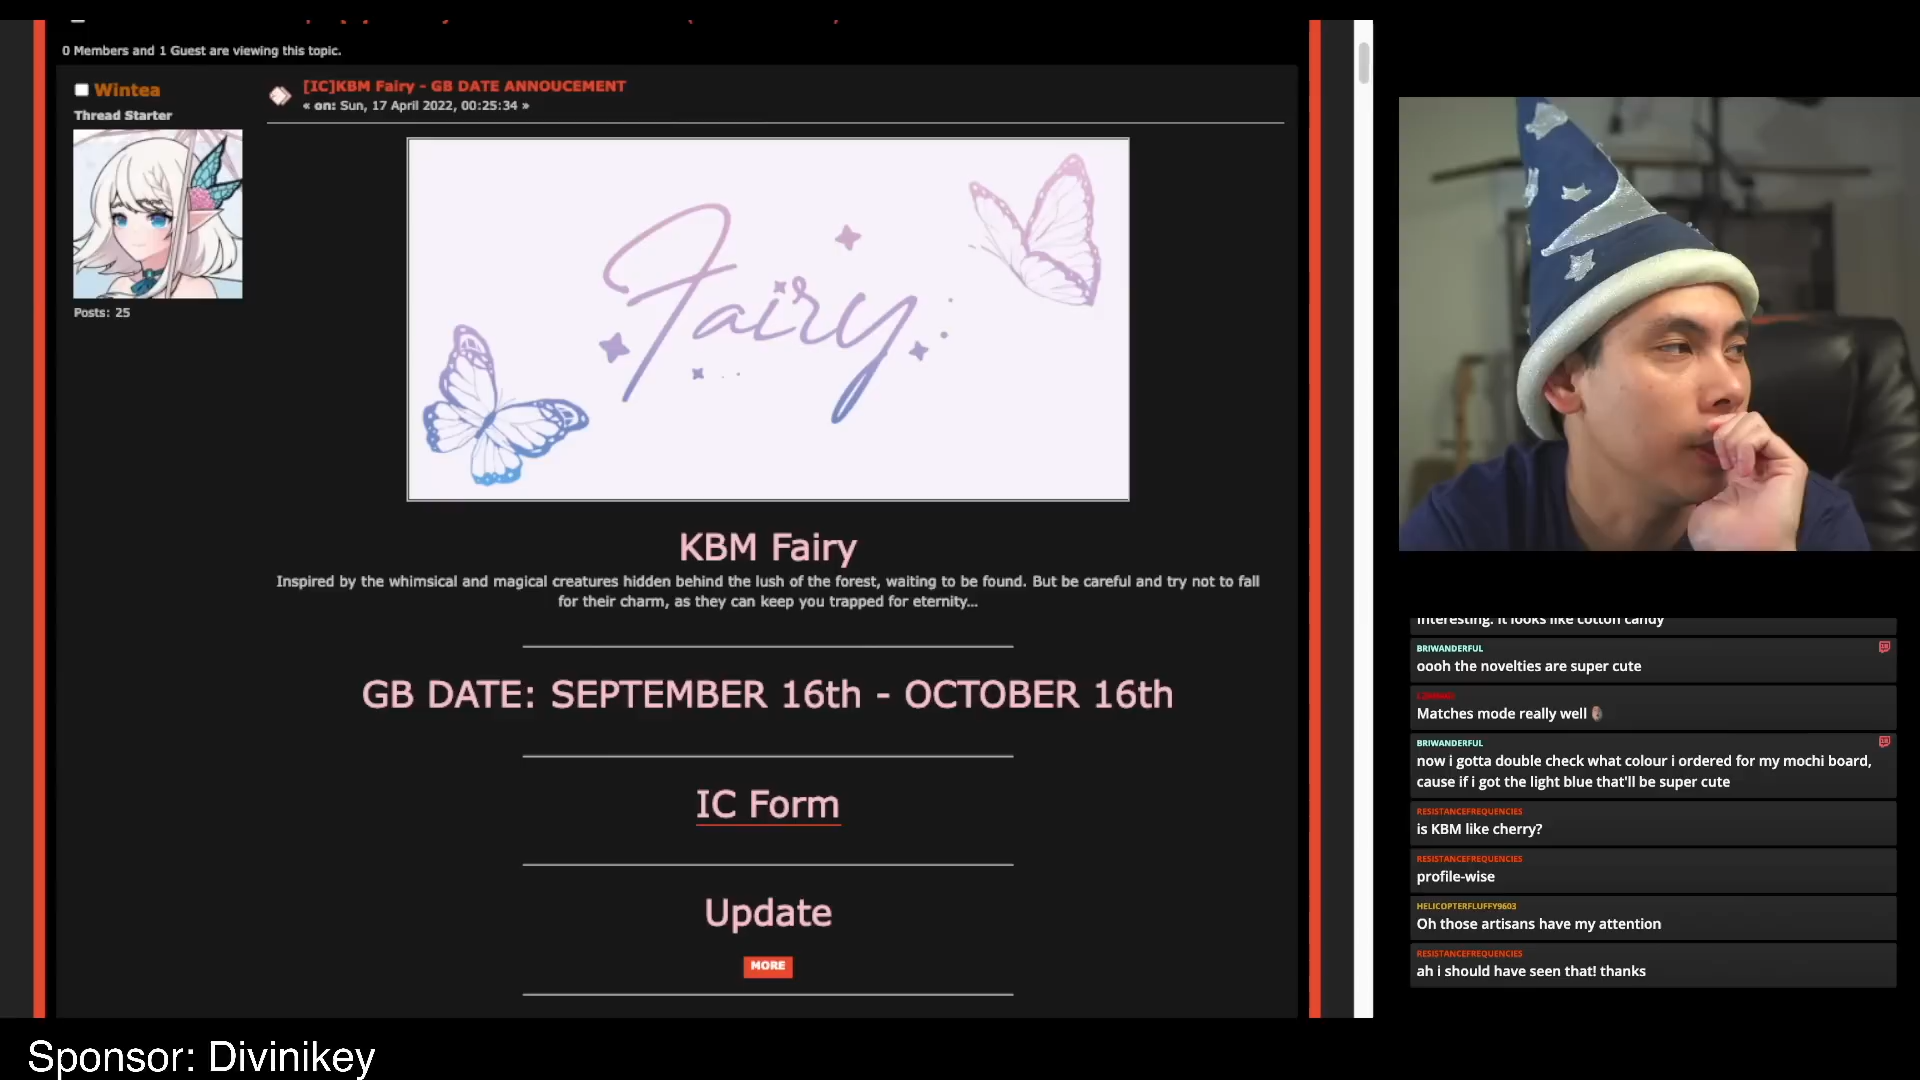 0 Members and 1 Guest are viewing this topic.
Wintea
Thread Starter
Posts: 25
[IC]KBM Fairy - GB DATE ANNOUCEMENT
« on: Sun, 17 April 2022, 00:25:34 »
Fairy
KBM Fairy
Inspired by the whimsical and magical creatures hidden behind the lush of the forest, waiting to be found. But be careful and try not to fall
for their charm, as they can keep you trapped for eternity...
GB DATE: SEPTEMBER 16th - OCTOBER 16th
IC Form
Update
MORE
interesting. it looks like cotton candy
BRIWANDERFUL
oooh the novelties are super cute
Matches mode really well
BRIWANDERFUL
now i gotta double check what colour i ordered for my mochi board,
cause if i got the light blue that'll be super cute
RESISTANCEFREQUENCIES
is KBM like cherry?
RESISTANCEFREQUENCIES
profile-wise
HELICOPTERFLUFFY9603
Oh those artisans have my attention
RESISTANCEFREQUENCIES
ah i should have seen that! thanks
Sponsor: Divinikey